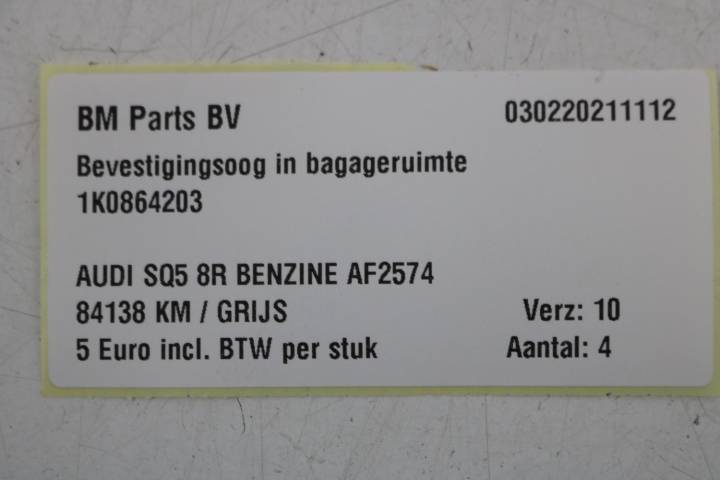 BM Parts BV 030220211112
Bevestigingsoog in bagageruimte
1K0864203
AUDI SQ5 8R BENZINE AF2574
84138 KM / GRIJS Verz: 10
5 Euro incl. BTW per stuk Aantal: 4